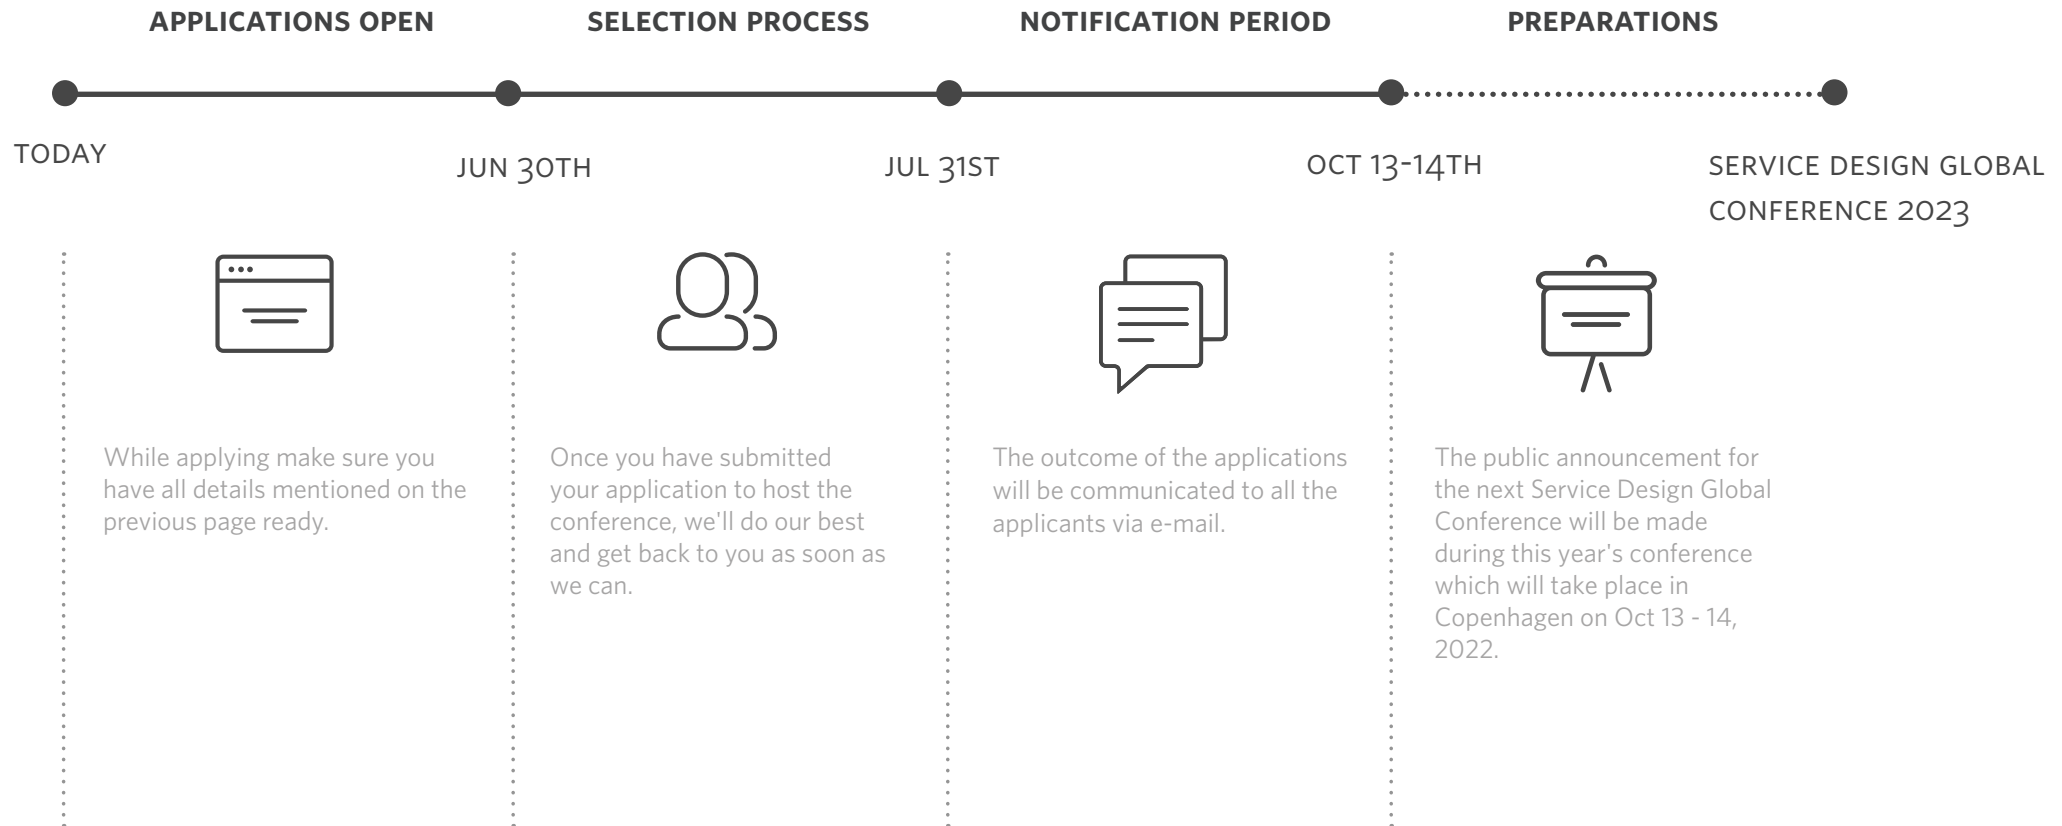 APPLICATIONS OPEN
SELECTION PROCESS
NOTIFICATION PERIOD
PREPARATIONS
TODAY
JUN 30TH
JUL 31ST
OCT 13-14TH
SERVICE DESIGN GLOBAL
CONFERENCE 2023
While applying make sure you
have all details mentioned on the
previous page ready.
Once you have submitted
your application to host the
conference, we'll do our best
and get back to you as soon as
we can.
The outcome of the applications
will be communicated to all the
applicants via e-mail.
The public announcement for
the next Service Design Global
Conference will be made
during this year's conference
which will take place in
Copenhagen on Oct 13 - 14,
2022.